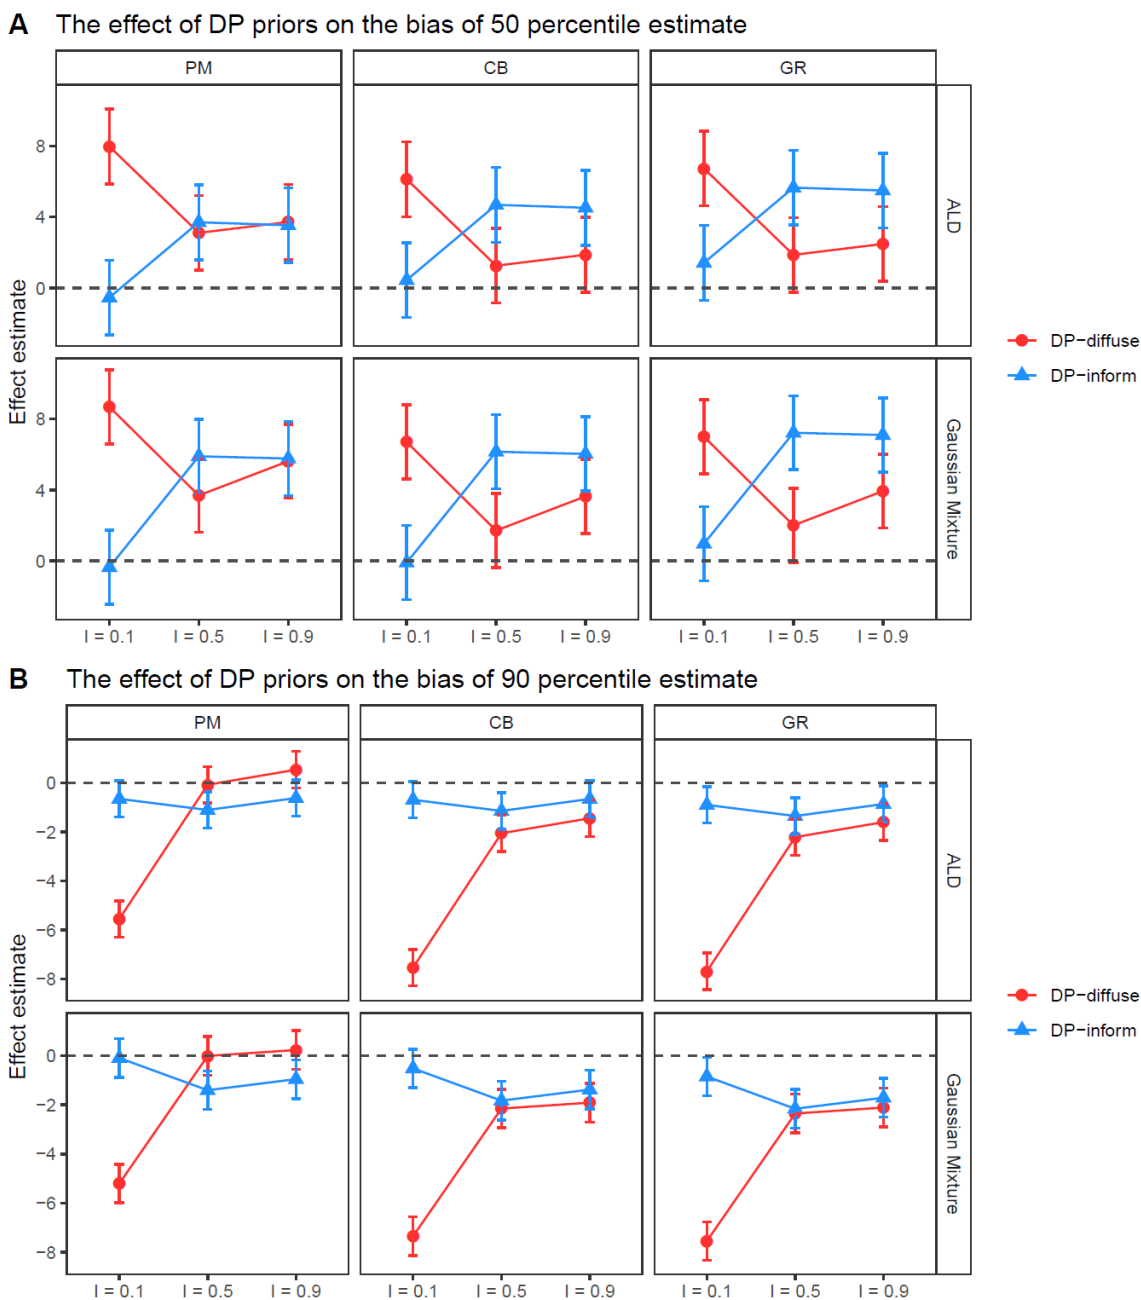 A The effect of DP priors on the bias of 50 percentile estimate
PM CB GR
8
4
0
ALD
Effect estimate
8
4
0
Gaussian Mixture
I = 0.1 I = 0.5 I = 0.9 I = 0.1 I = 0.5 I = 0.9 I = 0.1 I = 0.5 I = 0.9
DP−diffuse
DP−inform
B The effect of DP priors on the bias of 90 percentile estimate
PM CB GR
0
−2
−4
−6
−8
ALD
Effect estimate
0
−2
−4
−6
−8
Gaussian Mixture
I = 0.1 I = 0.5 I = 0.9 I = 0.1 I = 0.5 I = 0.9 I = 0.1 I = 0.5 I = 0.9
DP−diffuse
DP−inform